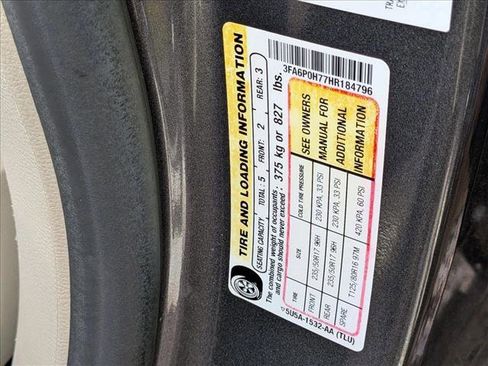 3FA6P0H77HR184796
TIRE AND LOADING INFORMATION
SEATING CAPACITY TOTAL: 5 FRONT: 2 REAR: 3
The combined weight of occupants
and cargo should never exceed 375 kg or 827 lbs.
TIRE SIZE COLD TIRE PRESSURE
FRONT 235/50R17 96H 230 KPA, 33 PSI
REAR 235/50R17 96H 230 KPA, 33 PSI
SPARE T125/80R16 97M 420 KPA, 60 PSI
SEE OWNERS
MANUAL FOR
ADDITIONAL
INFORMATION
5U5A-1532-AA (TLU)
TRA